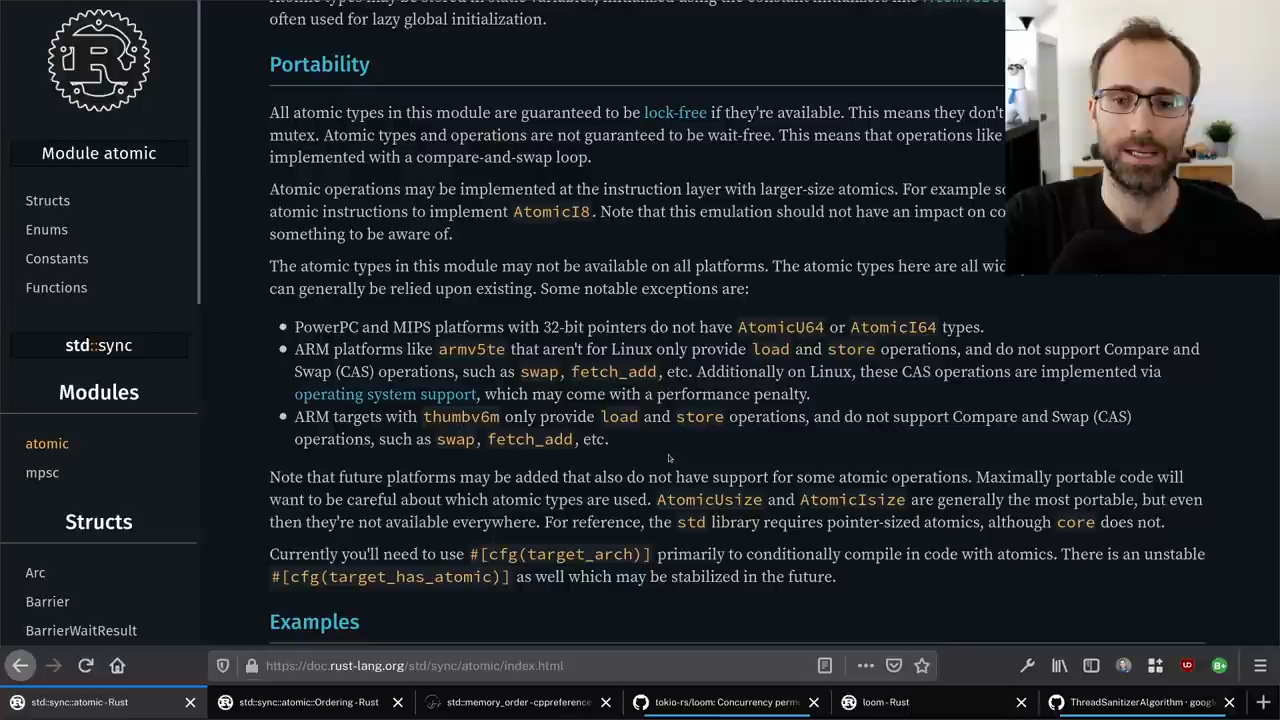 Atomic types may be stored in static variables, initialized using the constant initializers like
often used for lazy global initialization.
Portability
All atomic types in this module are guaranteed to be lock-free if they're available. This means they don't
mutex. Atomic types and operations are not guaranteed to be wait-free. This means that operations like
implemented with a compare-and-swap loop.
Atomic operations may be implemented at the instruction layer with larger-size atomics. For example so
atomic instructions to implement AtomicI8. Note that this emulation should not have an impact on co
something to be aware of.
The atomic types in this module may not be available on all platforms. The atomic types here are all wid
can generally be relied upon existing. Some notable exceptions are:
PowerPC and MIPS platforms with 32-bit pointers do not have AtomicU64 or AtomicI64 types.
ARM platforms like armv5te that aren't for Linux only provide load and store operations, and do not support Compare and
Swap (CAS) operations, such as swap, fetch_add, etc. Additionally on Linux, these CAS operations are implemented via
operating system support, which may come with a performance penalty.
ARM targets with thumbv6m only provide load and store operations, and do not support Compare and Swap (CAS)
operations, such as swap, fetch_add, etc.
Note that future platforms may be added that also do not have support for some atomic operations. Maximally portable code will
want to be careful about which atomic types are used. AtomicUsize and AtomicIsize are generally the most portable, but even
then they're not available everywhere. For reference, the std library requires pointer-sized atomics, although core does not.
Currently you'll need to use #[cfg(target_arch)] primarily to conditionally compile in code with atomics. There is an unstable
#[cfg(target_has_atomic)] as well which may be stabilized in the future.
Examples
R
Module atomic
Structs
Enums
Constants
Functions
std::sync
Modules
atomic
mpsc
Structs
Arc
Barrier
BarrierWaitResult
https://doc.rust-lang.org/std/sync/atomic/index.html
std::sync::atomic - Rust
std::sync::atomic::Ordering - Rust
std::memory_order - cppreference
tokio-rs/loom: Concurrency perm
loom - Rust
ThreadSanitizerAlgorithm · googl